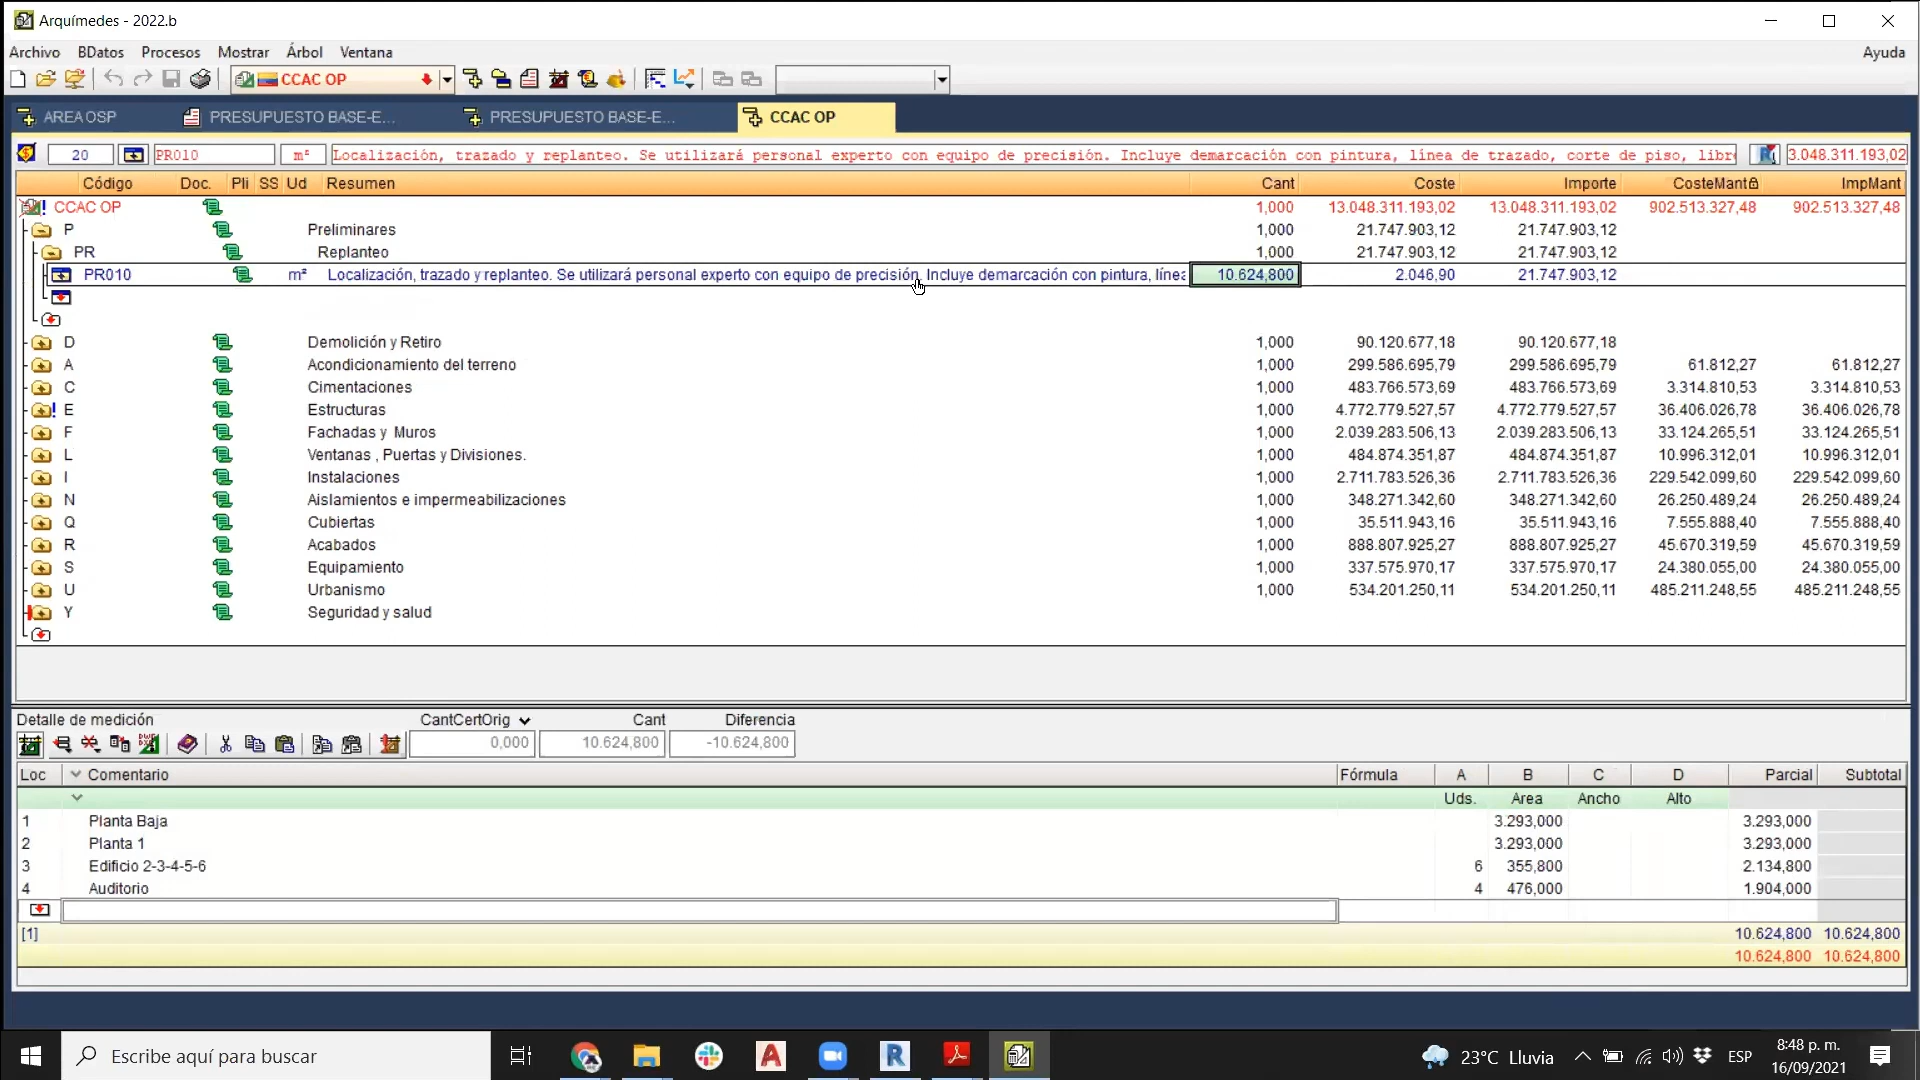 Arquímedes - 2022.b
Archivo BDatos Procesos Mostrar Árbol Ventana Ayuda
CCAC OP
AREA OSP PRESUPUESTO BASE-E... PRESUPUESTO BASE-E... CCAC OP
20 PR010 m² Localización, trazado y replanteo. Se utilizará personal experto con equipo de precisión. Incluye demarcación con pintura, línea de trazado, corte de piso, libr 3.048.311.193,02
Código Doc. Pli SS Ud Resumen Cant Coste Importe CosteMant ImpMant
CCAC OP 1,000 13.048.311.193,02 13.048.311.193,02 902.513.327,48 902.513.327,48
P Preliminares 1,000 21.747.903,12 21.747.903,12
PR Replanteo 1,000 21.747.903,12 21.747.903,12
PR010 m² Localización, trazado y replanteo. Se utilizará personal experto con equipo de precisión. Incluye demarcación con pintura, línea 10.624,800 2.046,90 21.747.903,12
D Demolición y Retiro 1,000 90.120.677,18 90.120.677,18
A Acondicionamiento del terreno 1,000 299.586.695,79 299.586.695,79 61.812,27 61.812,27
C Cimentaciones 1,000 483.766.573,69 483.766.573,69 3.314.810,53 3.314.810,53
E Estructuras 1,000 4.772.779.527,57 4.772.779.527,57 36.406.026,78 36.406.026,78
F Fachadas y Muros 1,000 2.039.283.506,13 2.039.283.506,13 33.124.265,51 33.124.265,51
L Ventanas , Puertas y Divisiones. 1,000 484.874.351,87 484.874.351,87 10.996.312,01 10.996.312,01
I Instalaciones 1,000 2.711.783.526,36 2.711.783.526,36 229.542.099,60 229.542.099,60
N Aislamientos e impermeabilizaciones 1,000 348.271.342,60 348.271.342,60 26.250.489,24 26.250.489,24
Q Cubiertas 1,000 35.511.943,16 35.511.943,16 7.555.888,40 7.555.888,40
R Acabados 1,000 888.807.925,27 888.807.925,27 45.670.319,59 45.670.319,59
S Equipamiento 1,000 337.575.970,17 337.575.970,17 24.380.055,00 24.380.055,00
U Urbanismo 1,000 534.201.250,11 534.201.250,11 485.211.248,55 485.211.248,55
Y Seguridad y salud
Detalle de medición CantCertOrig Cant Diferencia
0,000 10.624,800 -10.624,800
Loc Comentario Fórmula A B C D Parcial Subtotal
Uds. Area Ancho Alto
1 Planta Baja 3.293,000 3.293,000
2 Planta 1 3.293,000 3.293,000
3 Edificio 2-3-4-5-6 6 355,800 2.134,800
4 Auditorio 4 476,000 1.904,000
[1] 10.624,800 10.624,800
10.624,800 10.624,800
Escribe aquí para buscar 23°C Lluvia ESP 8:48 p. m.
16/09/2021